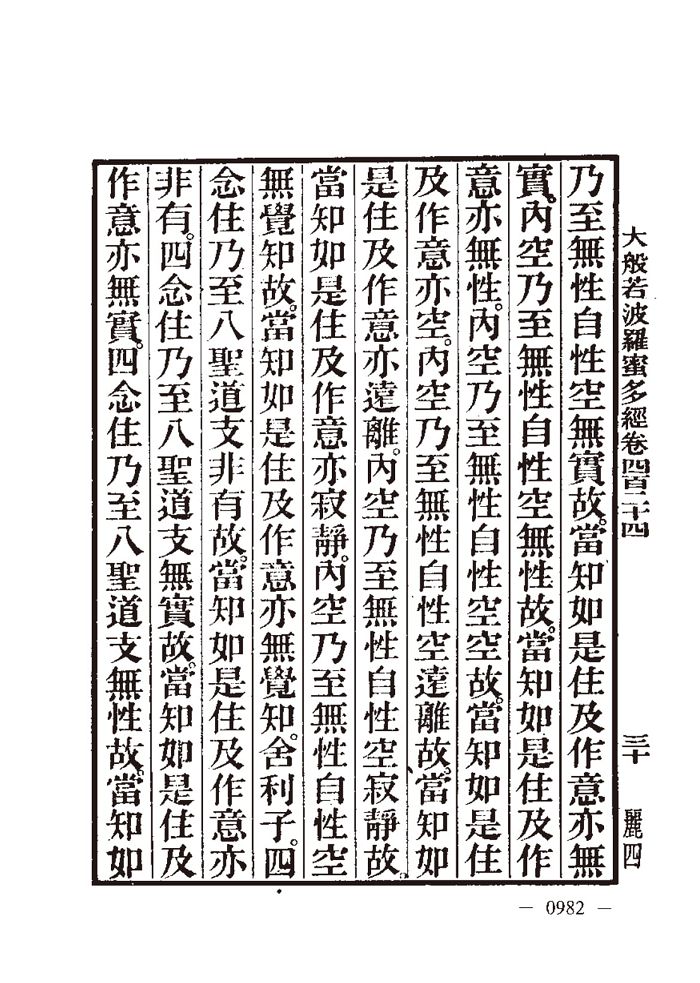 大般若波羅蜜多經卷四百二十四　三十　麗四
乃至無性自性空無實故。當知如是住及作意亦無
實。內空乃至無性自性空無性故。當知如是住及作
意亦無性。內空乃至無性自性空空故。當知如是住
及作意亦空。內空乃至無性自性空遠離故。當知如
是住及作意亦遠離。內空乃至無性自性空寂靜故。
當知如是住及作意亦寂靜。內空乃至無性自性空
無覺知故。當知如是住及作意亦無覺知。舍利子。四
念住乃至八聖道支非有故。當知如是住及作意亦
非有。四念住乃至八聖道支無實故。當知如是住及
作意亦無實。四念住乃至八聖道支無性故。當知如
— 0982 —